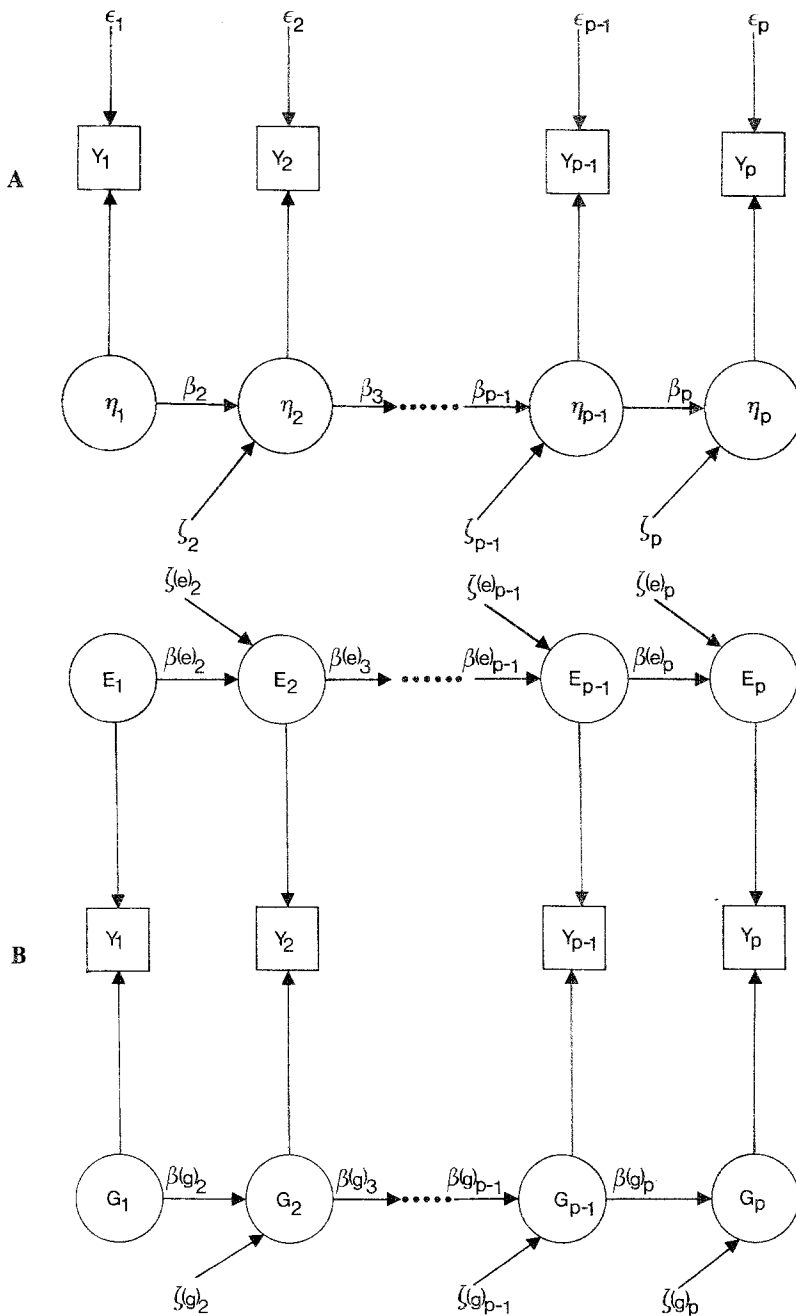 ϵ₁ ϵ₂ ϵₚ₋₁ ϵₚ
Y₁ Y₂ Yₚ₋₁ Yₚ
A
β₂ β₃ •••••• βₚ₋₁ βₚ
η₁ η₂ ηₚ₋₁ ηₚ
ζ₂ ζₚ₋₁ ζₚ
ζ(e)₂ ζ(e)ₚ₋₁ ζ(e)ₚ
β(e)₂ β(e)₃ •••••• β(e)ₚ₋₁ β(e)ₚ
E₁ E₂ Eₚ₋₁ Eₚ
Y₁ Y₂ Yₚ₋₁ Yₚ
B
β(g)₂ β(g)₃ ••••• β(g)ₚ₋₁ β(g)ₚ
G₁ G₂ Gₚ₋₁ Gₚ
ζ(g)₂ ζ(g)ₚ₋₁ ζ(g)ₚ